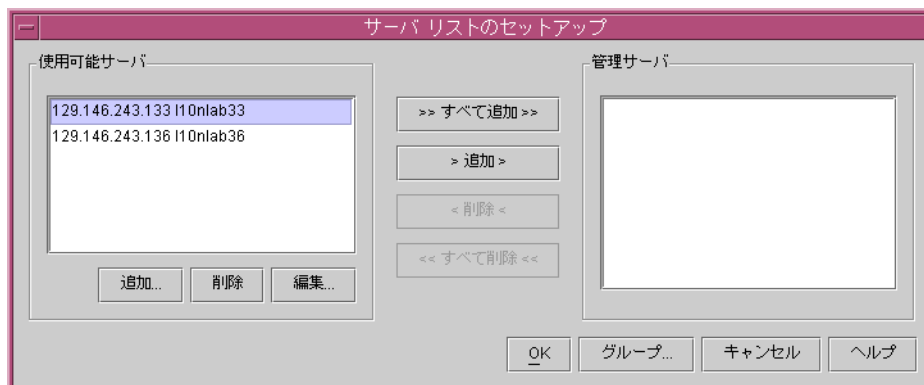 サーバ リストのセットアップ
使用可能サーバ
129.146.243.133 l10nlab33
129.146.243.136 l10nlab36
追加...
削除
編集...
>> すべて追加 >>
> 追加 >
< 削除 <
<< すべて削除 <<
管理サーバ
OK
グループ...
キャンセル
ヘルプ